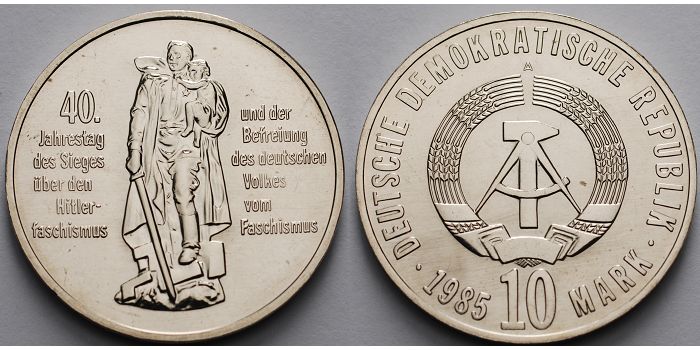 40.
Jahrestag
des Sieges
über den
Hitler-
faschismus
und der
Befreiung
des deutschen
Volkes
vom
Faschismus
DEUTSCHE DEMOKRATISCHE REPUBLIK
· 1985 10 MARK ·
A